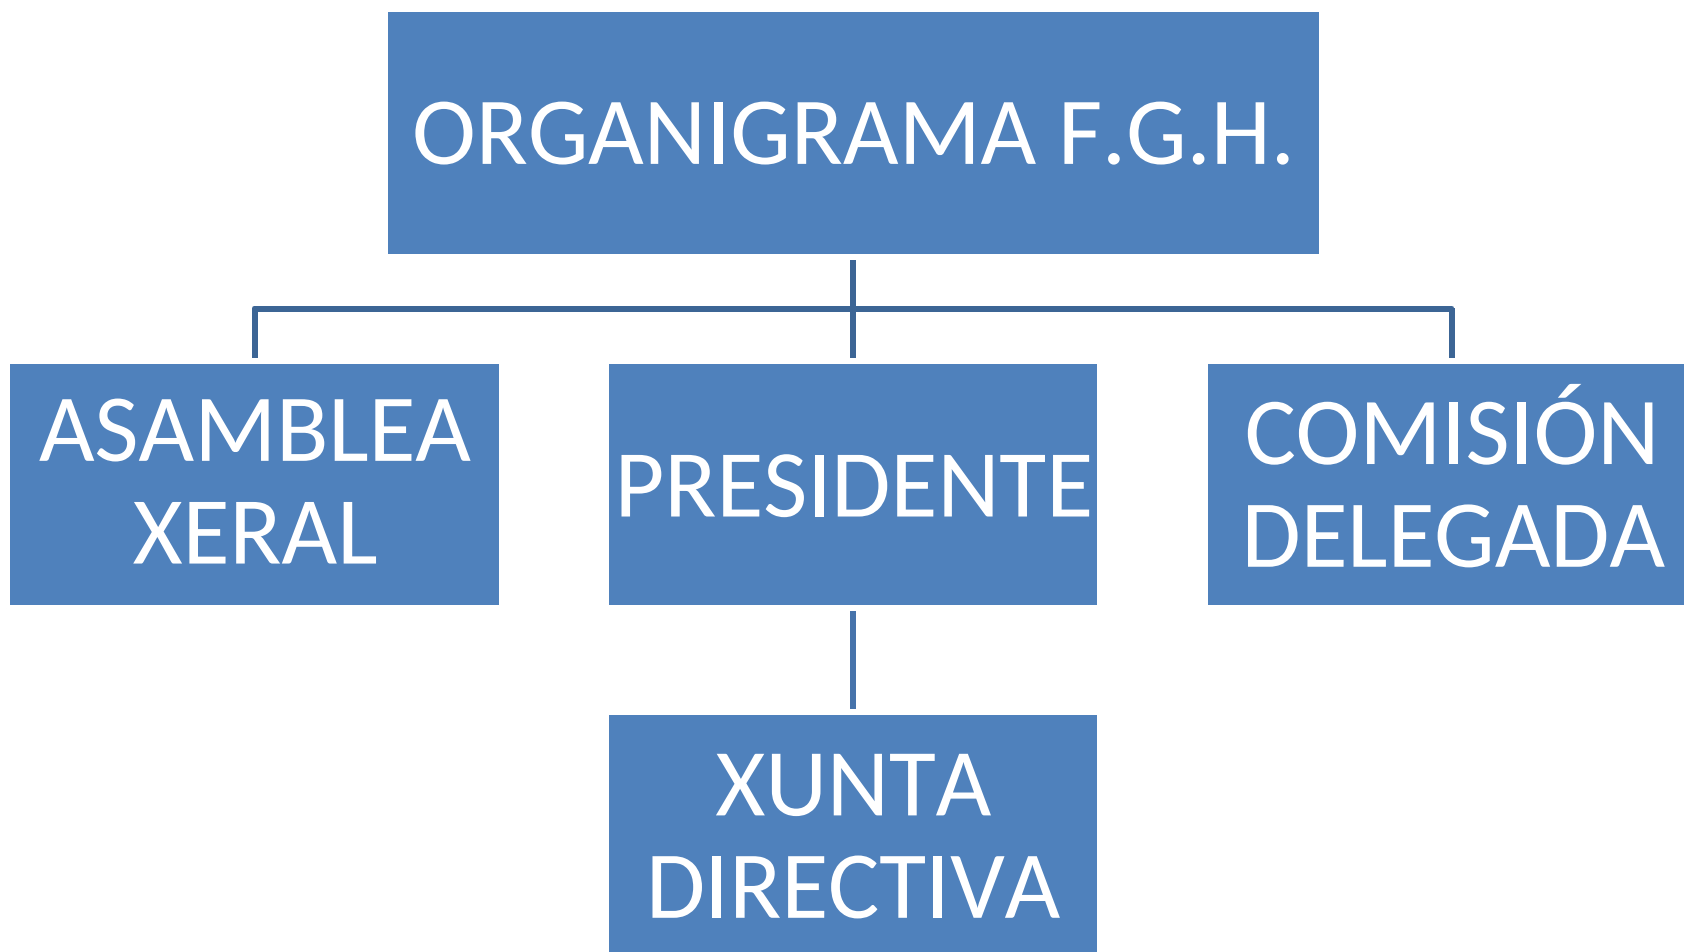 ORGANIGRAMA F.G.H.
ASAMBLEA
XERAL
PRESIDENTE
COMISIÓN
DELEGADA
XUNTA
DIRECTIVA